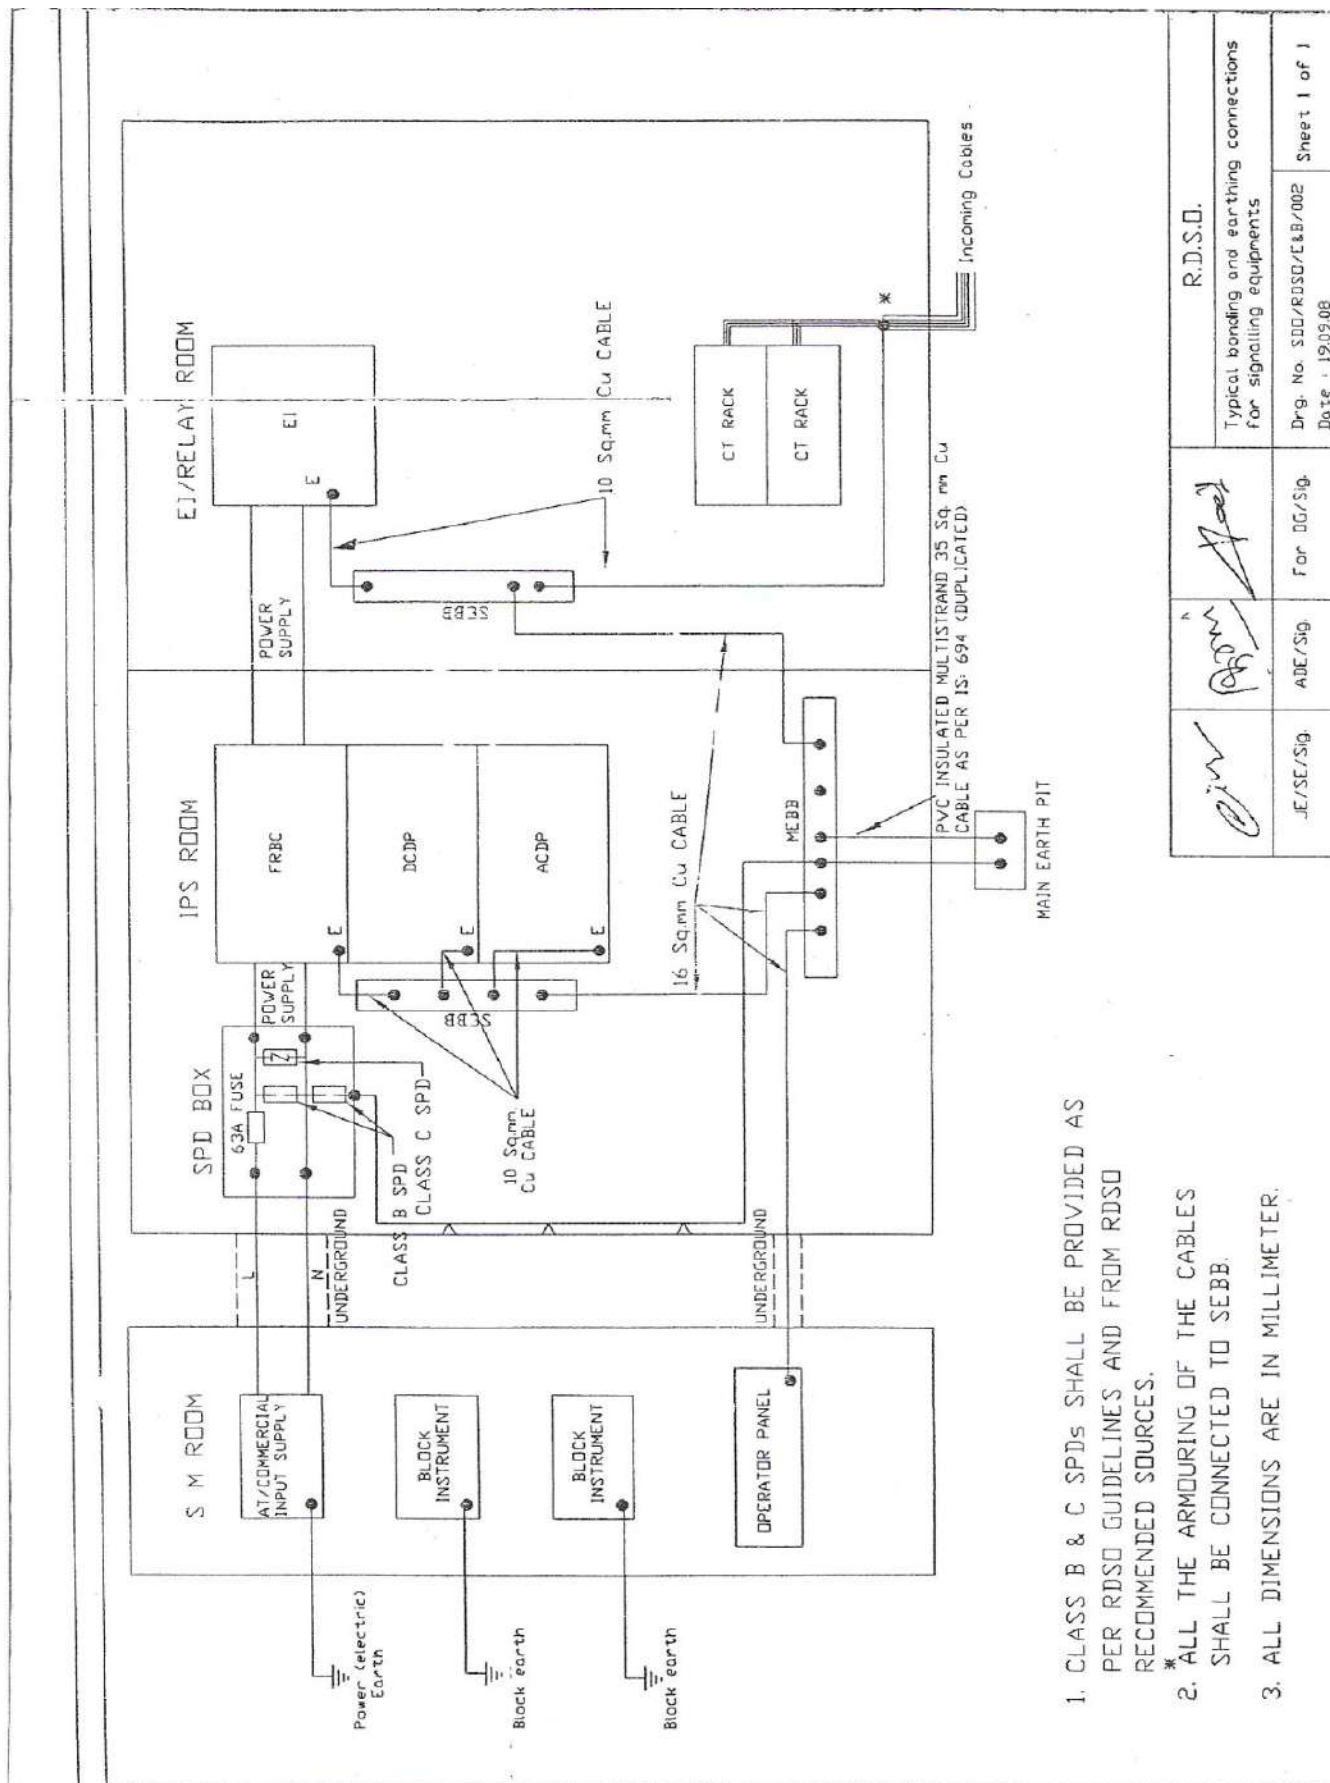 S M ROOM
AT/COMMERCIAL
INPUT SUPPLY
Power (electric)
Earth
BLOCK
INSTRUMENT
Block earth
BLOCK
INSTRUMENT
Block earth
OPERATOR PANEL
L
N
UNDERGROUND
UNDERGROUND
SPD BOX
63A FUSE
Z
CLASS B SPD
CLASS C SPD
POWER
SUPPLY
IPS ROOM
FRBC
E
DCDP
E
ACDP
E
SEBB
10 Sq.mm
Cu CABLE
16 Sq.mm Cu CABLE
MEBB
PVC INSULATED MULTISTRAND 35 Sq. mm Cu
CABLE AS PER IS: 694 (DUPLICATED)
MAIN EARTH PIT
POWER
SUPPLY
EI/RELAY ROOM
EI
E
SEBB
10 Sq.mm Cu CABLE
CT RACK
CT RACK
*
Incoming Cables
1. CLASS B & C SPDs SHALL BE PROVIDED AS
PER RDSO GUIDELINES AND FROM RDSO
RECOMMENDED SOURCES.
*
2. ALL THE ARMOURING OF THE CABLES
SHALL BE CONNECTED TO SEBB.
3. ALL DIMENSIONS ARE IN MILLIMETER.
JE/SE/Sig.
ADE/Sig.
For DG/Sig.
R.D.S.O.
Typical bonding and earthing connections
for signalling equipments
Drg. No. SDO/RDSO/E&B/002
Date : 19.09.08
Sheet 1 of 1